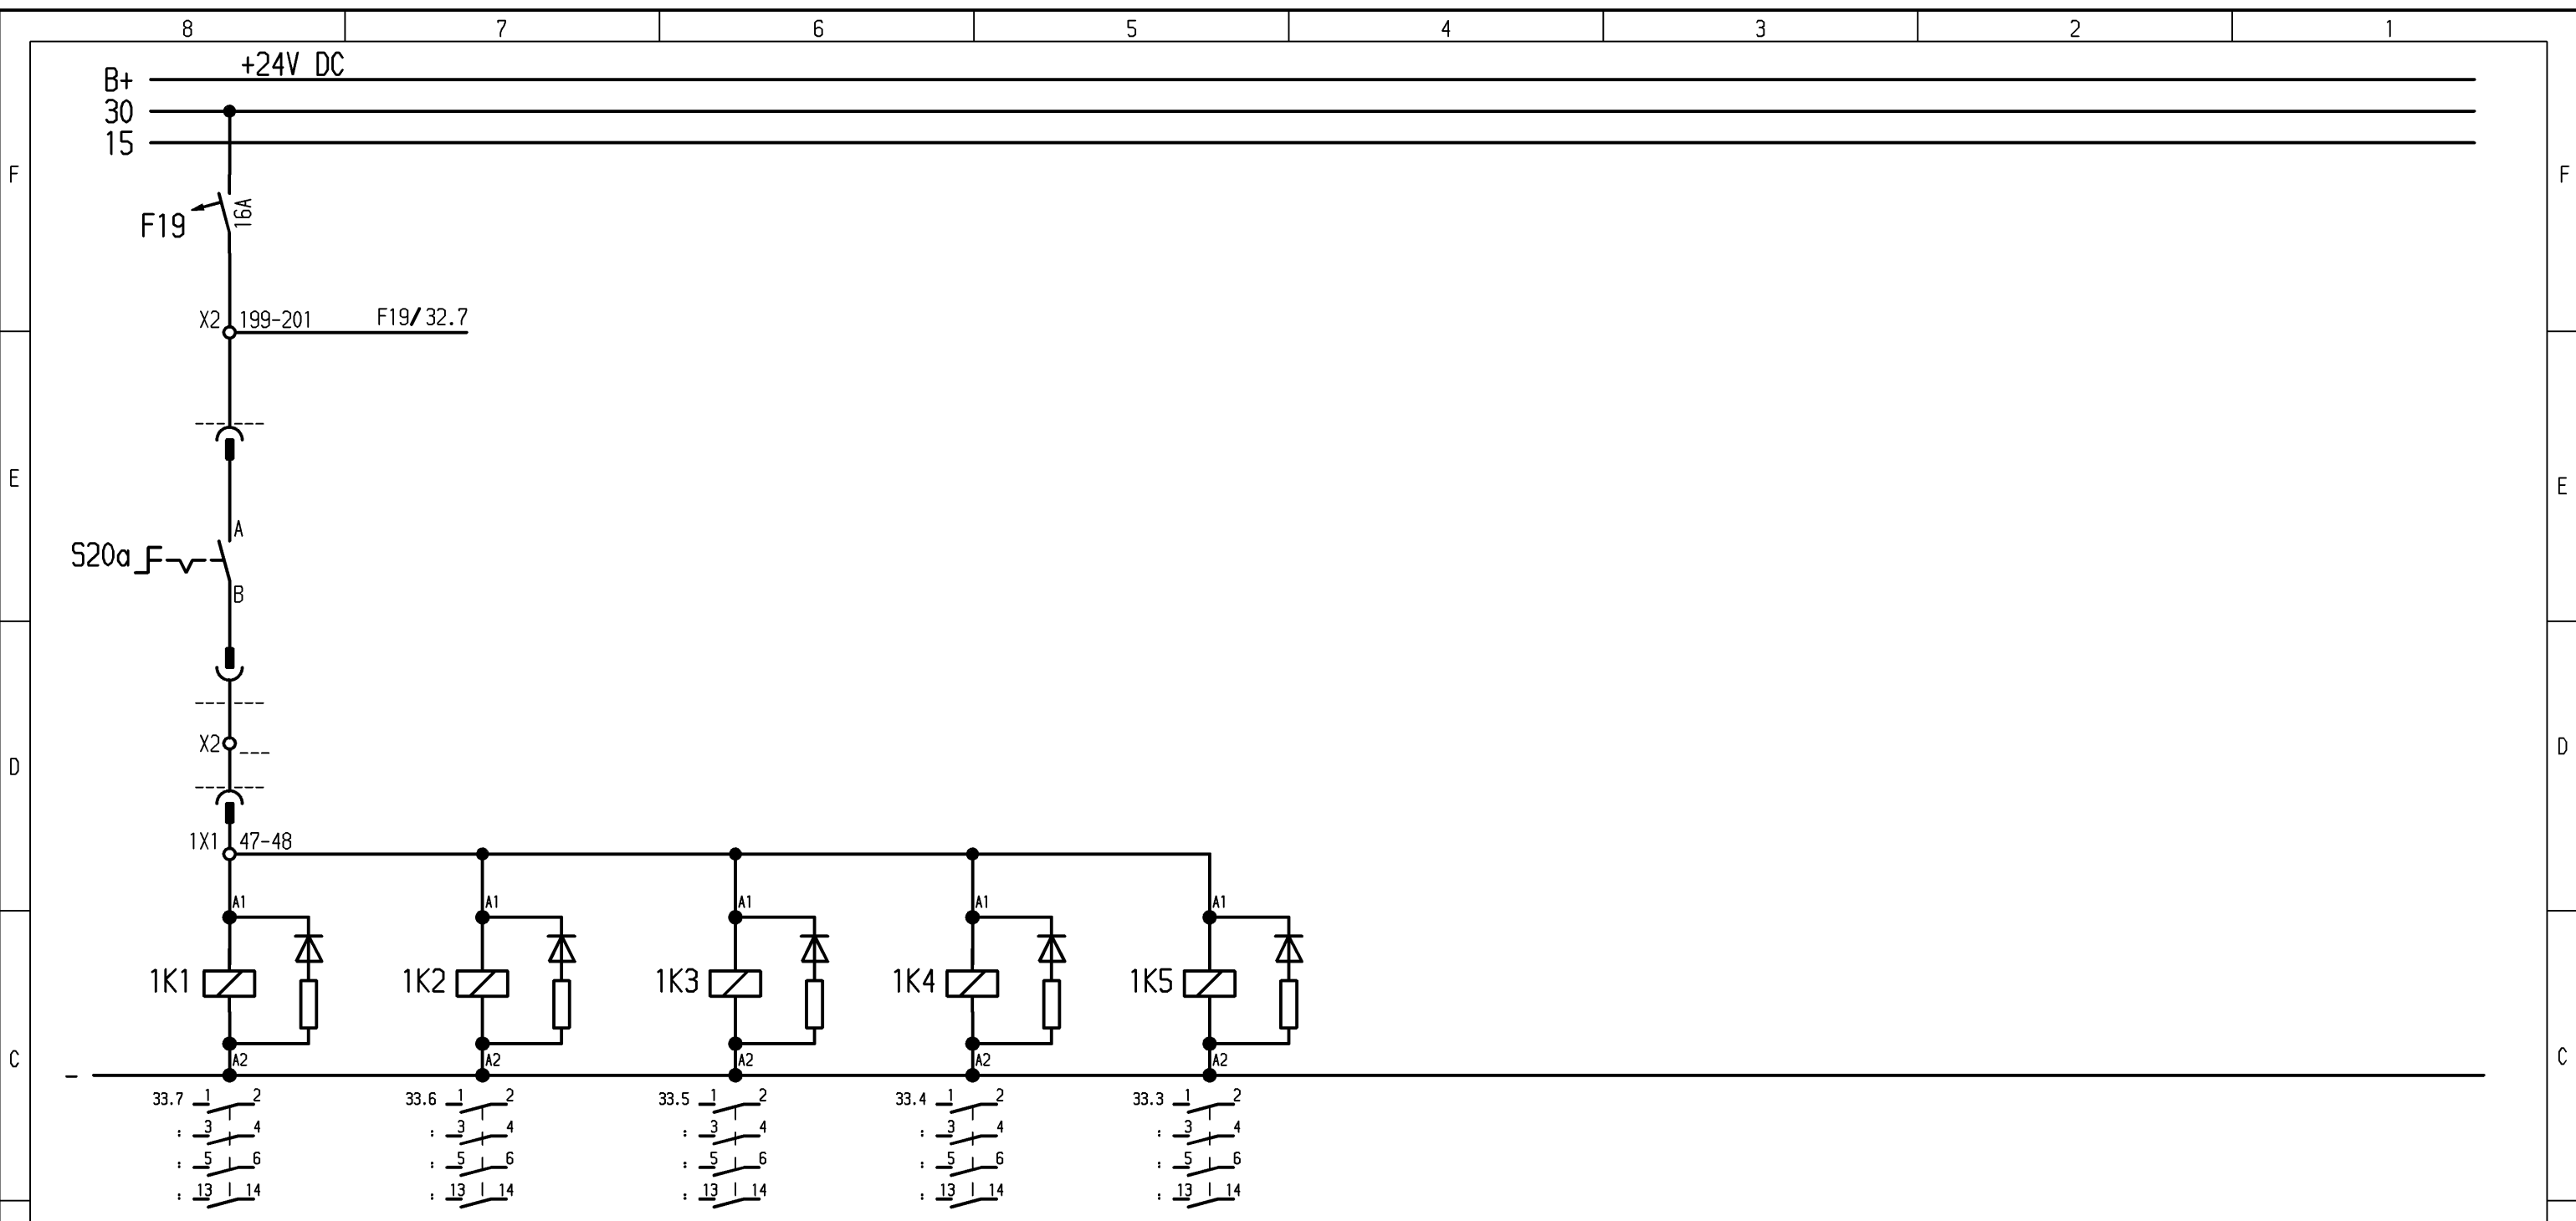 8 7 6 5 4 3 2 1
+24V DC
B+
30
15
F F
F19 16A
X2 199-201 F19/32.7
E E
A
S20a
B
X2 ---
D D
1X1 47-48
A1 A1 A1 A1 A1
1K1 1K2 1K3 1K4 1K5
C C
A2 A2 A2 A2 A2
-
33.7 1 2 33.6 1 2 33.5 1 2 33.4 1 2 33.3 1 2
: 3 4 : 3 4 : 3 4 : 3 4 : 3 4
: 5 6 : 5 6 : 5 6 : 5 6 : 5 6
: 13 14 : 13 14 : 13 14 : 13 14 : 13 14